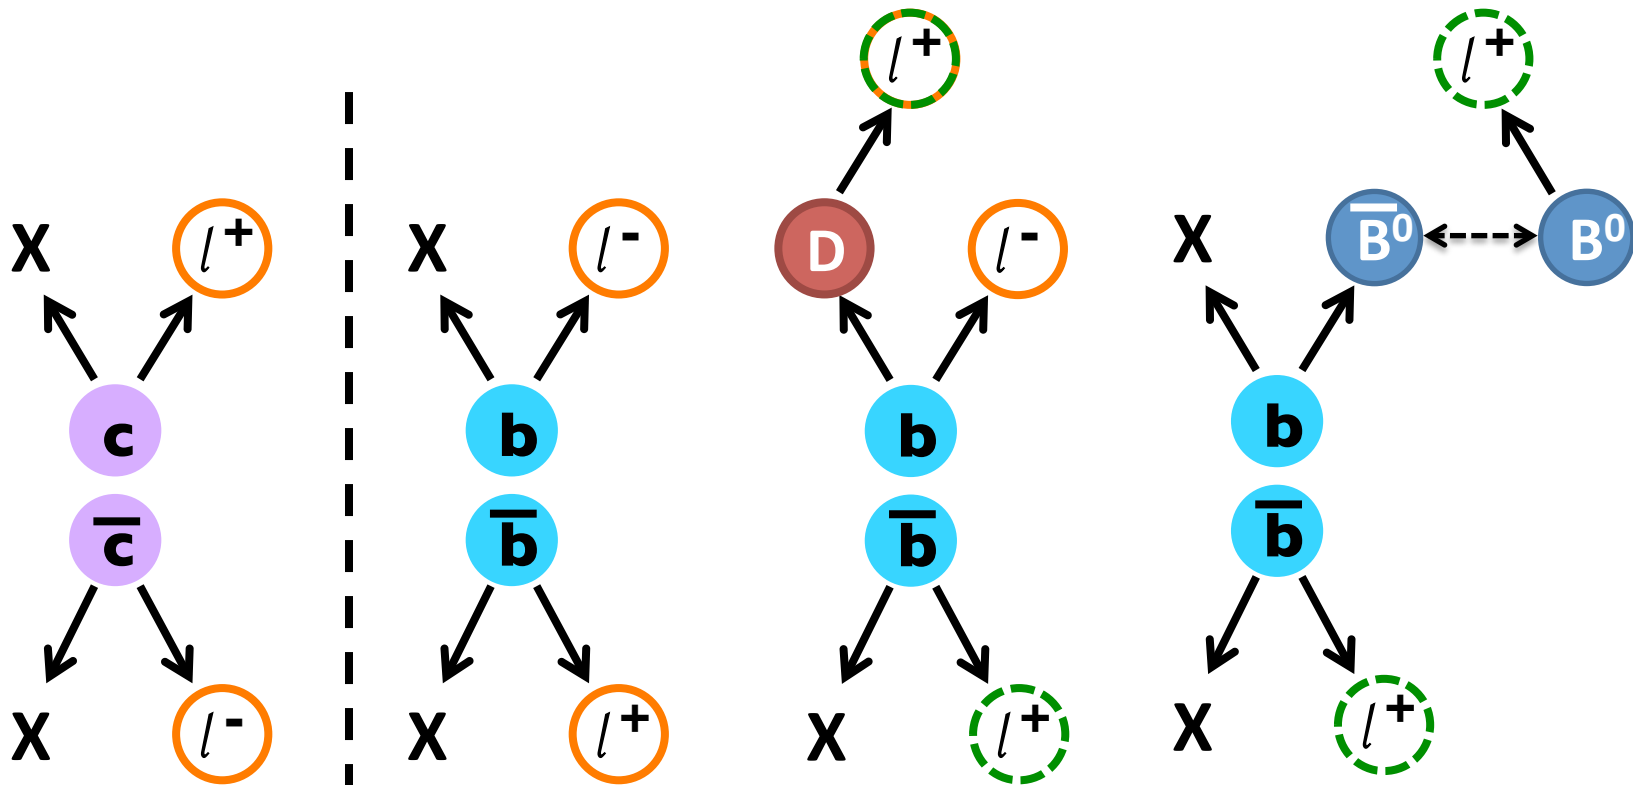 l+ l+
X l+ X l- D l- X B̅⁰ B⁰
c b b b
c̅ b̅ b̅ b̅
X l- X l+ X l+ X l+